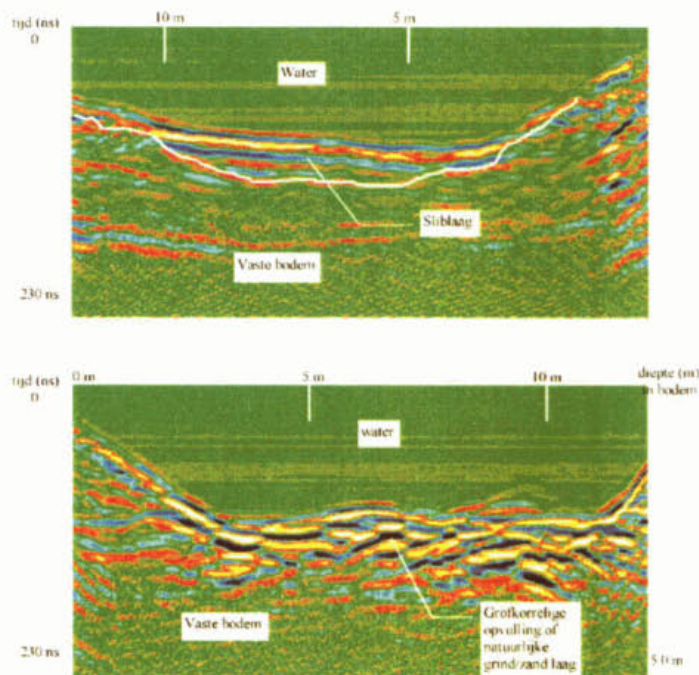 tijd (ns) 10 m 5 m
0
Water
Sliblaag
Vaste bodem
230 ns
tijd (ns) 0 m 5 m 10 m diepte (ns)
0 in bodem
water
Vaste bodem
Grofkorrelige
opvulling of
natuurlijke
grind/zand laag
230 ns 5.0 m